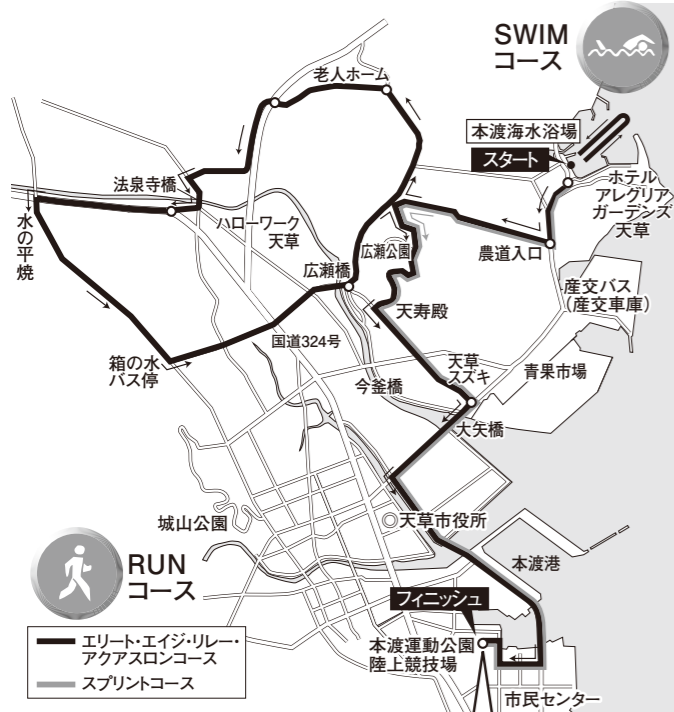 SWIM
コース
老人ホーム
本渡海水浴場
スタート
法泉寺橋
ホテル
アレグリア
ガーデンズ
天草
水の平焼
ハローワーク
天草
広瀬公園
農道入口
広瀬橋
産交バス
(産交車庫)
天寿殿
国道324号
箱の水
バス停
天草
スズキ
青果市場
今釜橋
大矢橋
城山公園
天草市役所
本渡港
RUN
コース
フィニッシュ
エリート・エイジ・リレー・
アクアスロンコース
スプリントコース
本渡運動公園
陸上競技場
市民センター